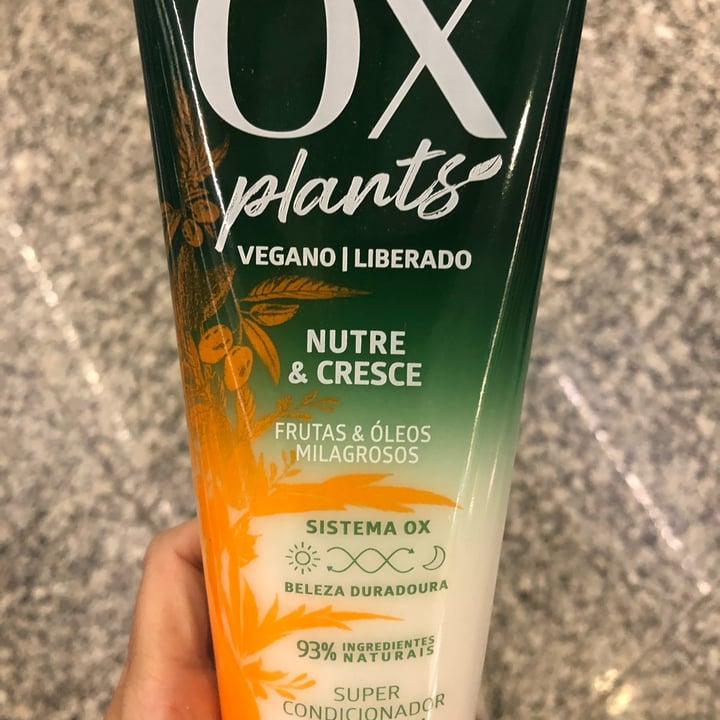 OX
plants
VEGANO | LIBERADO
NUTRE
& CRESCE
FRUTAS & ÓLEOS
MILAGROSOS
SISTEMA OX
BELEZA DURADOURA
93% INGREDIENTES
NATURAIS
SUPER
CONDICIONADOR